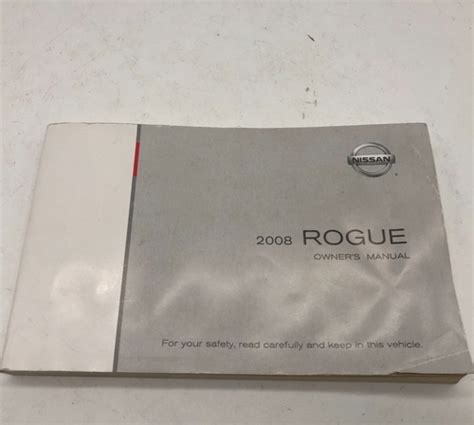 NISSAN
2008 ROGUE
OWNER'S MANUAL
For your safety, read carefully and keep in this vehicle.